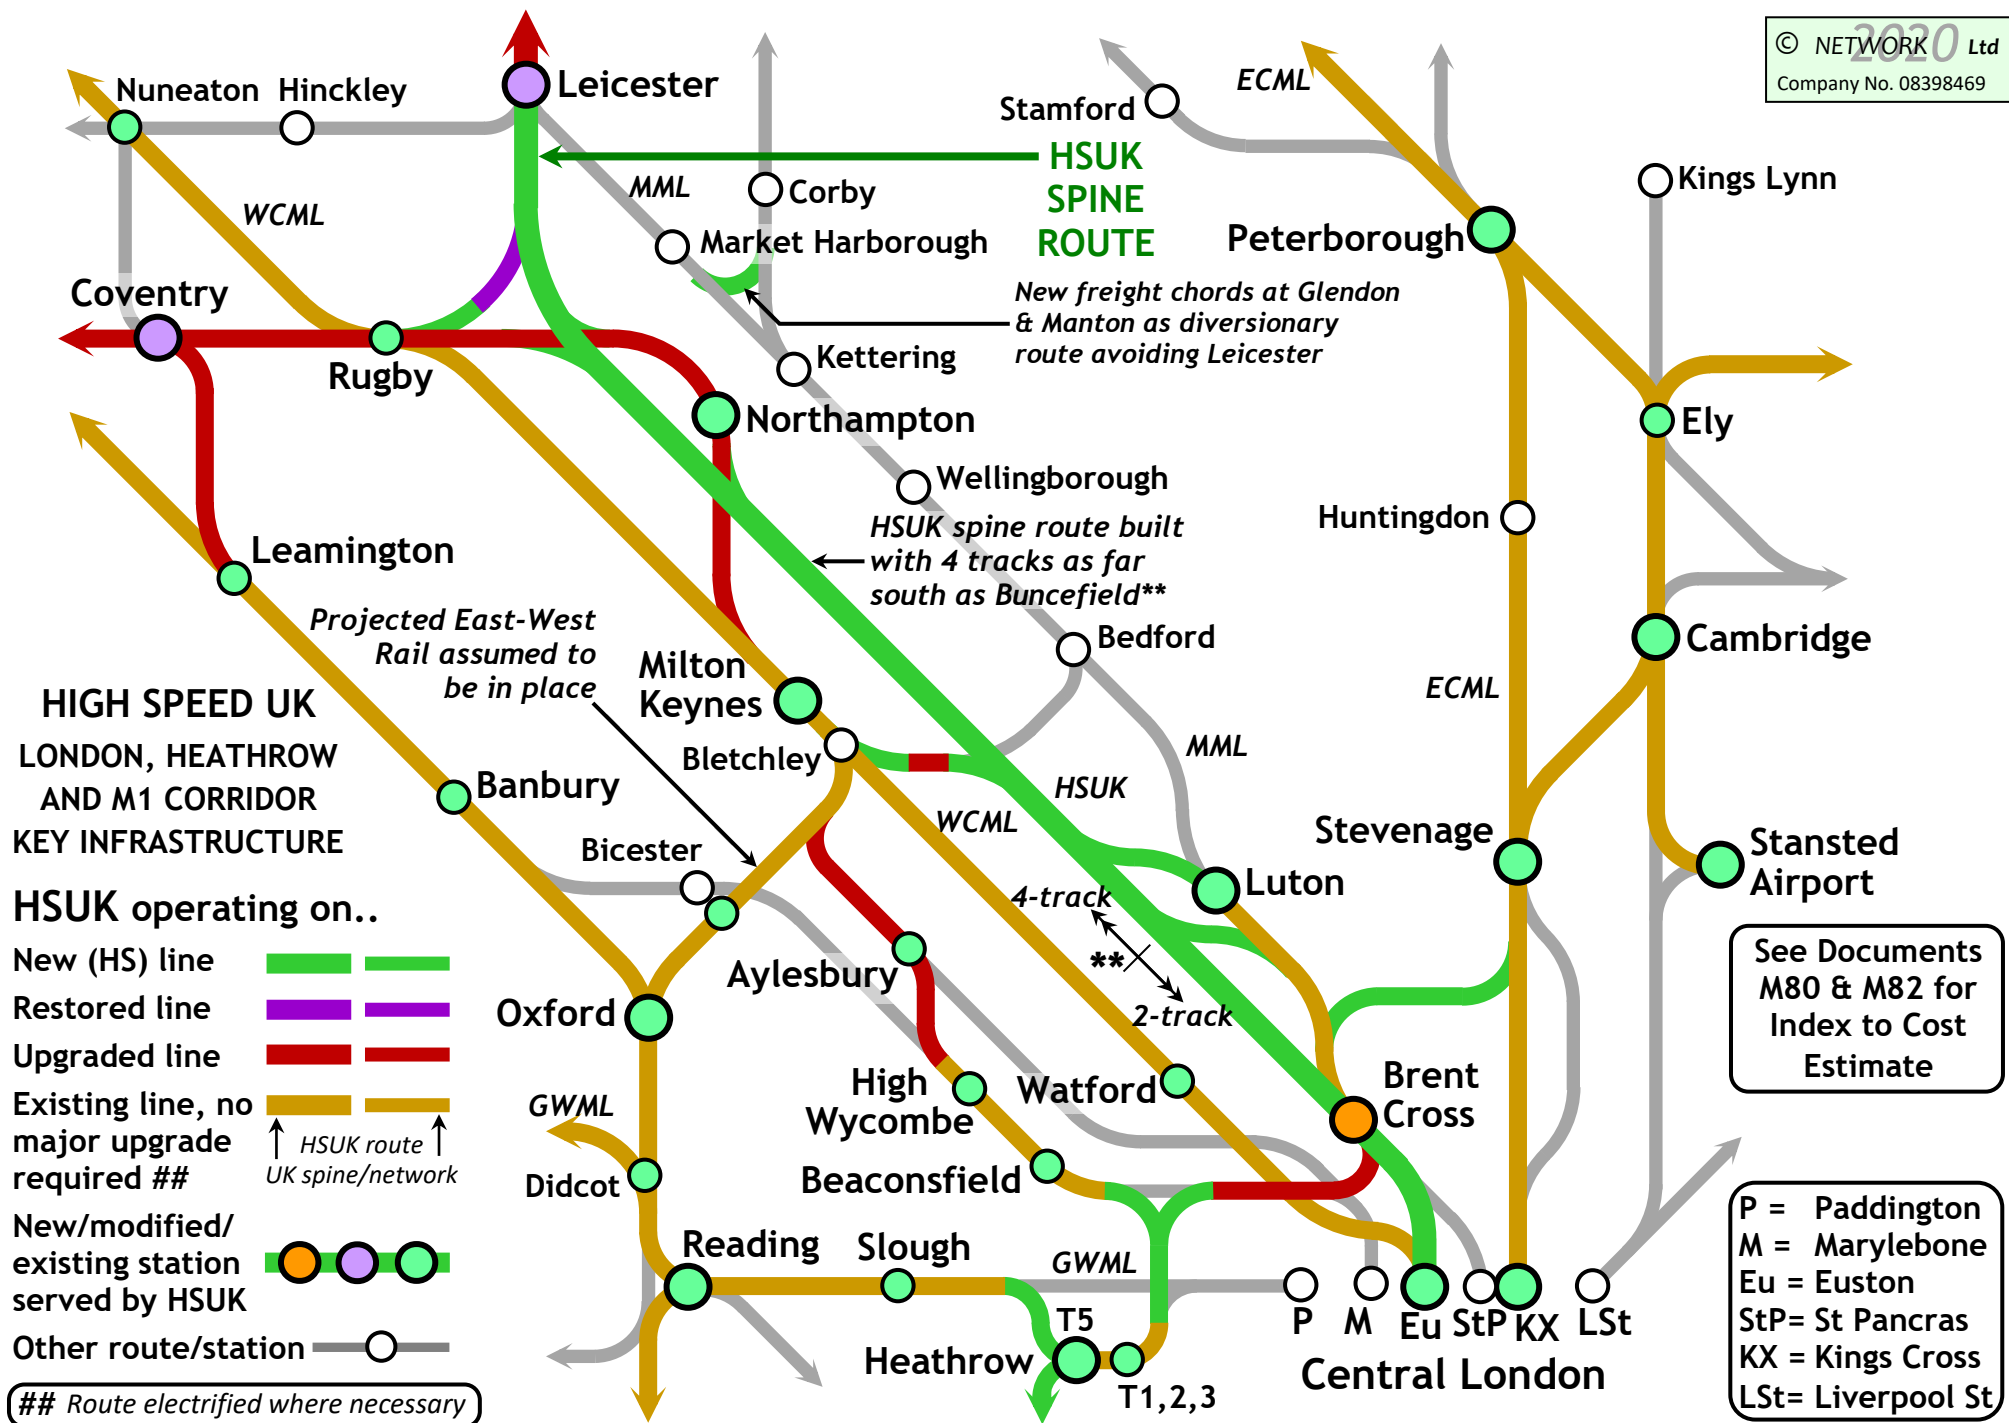 © NETWORK 2020 Ltd
Company No. 08398469
Nuneaton
Hinckley
Leicester
Stamford
ECML
HSUK
SPINE
ROUTE
Kings Lynn
WCML
MML
Corby
Market Harborough
Peterborough
Coventry
New freight chords at Glendon
& Manton as diversionary
route avoiding Leicester
Rugby
Kettering
Northampton
Ely
Wellingborough
Huntingdon
HSUK spine route built
with 4 tracks as far
south as Buncefield**
Leamington
Projected East-West
Rail assumed to
be in place
Bedford
Cambridge
Milton
Keynes
ECML
HIGH SPEED UK
LONDON, HEATHROW
AND M1 CORRIDOR
KEY INFRASTRUCTURE
Bletchley
MML
Banbury
HSUK
WCML
Stevenage
Stansted
Airport
Bicester
Luton
4-track
**
2-track
HSUK operating on..
New (HS) line
Restored line
Upgraded line
Existing line, no
major upgrade
required ##
HSUK route
UK spine/network
New/modified/
existing station
served by HSUK
Other route/station
## Route electrified where necessary
Aylesbury
Oxford
See Documents
M80 & M82 for
Index to Cost
Estimate
High
Wycombe
Watford
Brent
Cross
GWML
Didcot
Beaconsfield
Reading
Slough
GWML
T5
Heathrow
T1,2,3
P
M
Eu
StP
KX
LSt
Central London
P = Paddington
M = Marylebone
Eu = Euston
StP= St Pancras
KX = Kings Cross
LSt= Liverpool St